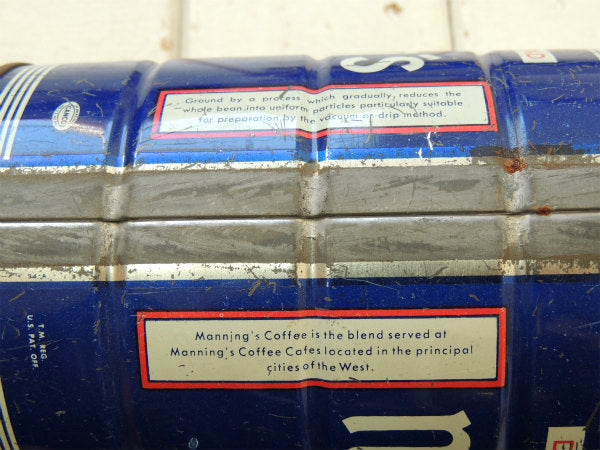 's
Ground by a process which gradually reduces the
whole bean into uniform particles particularly suitable
for preparation by the vacuum or drip method.
CANCO
Manning's Coffee is the blend served at
Manning's Coffee Cafes located in the principal
cities of the West.
T M REG.
U.S. PAT. OFF.
m